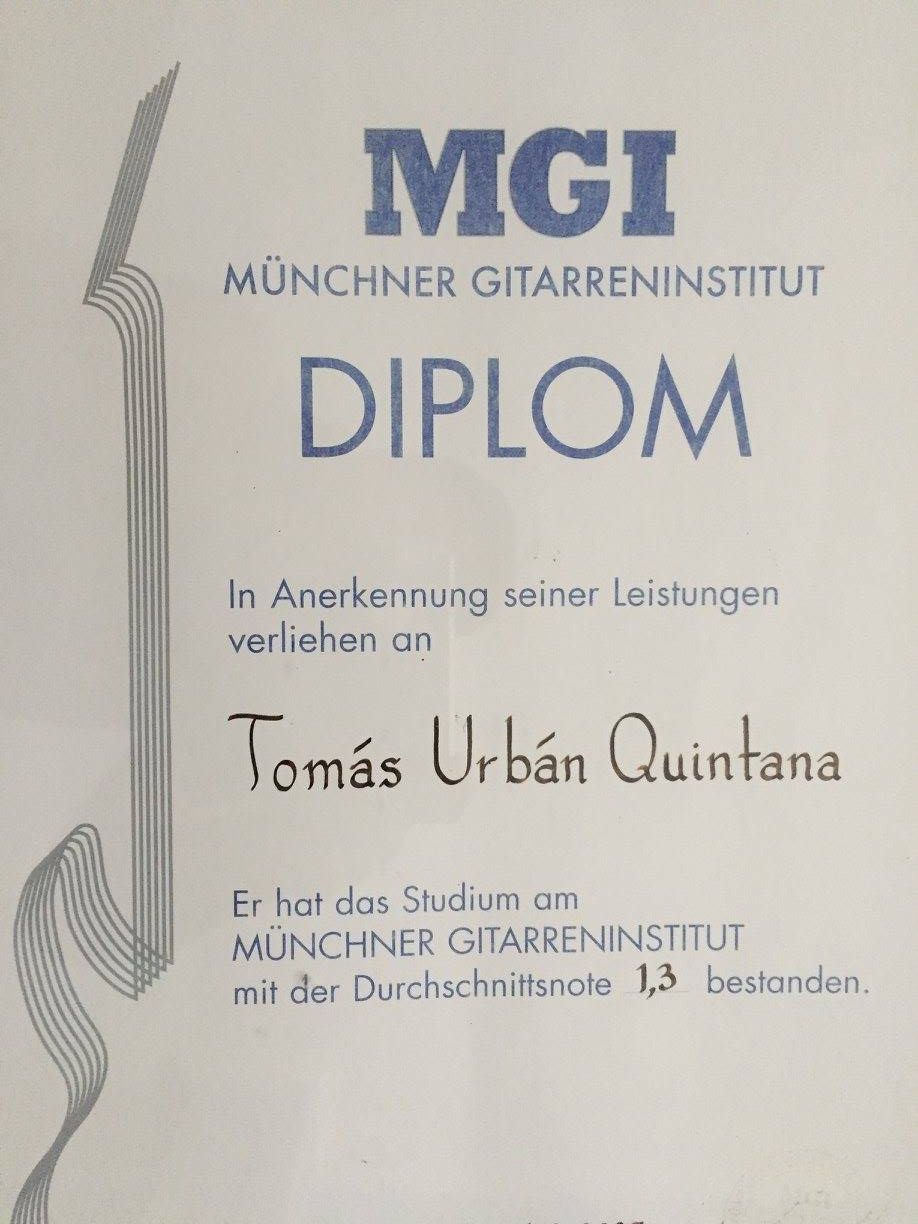 MGI
MÜNCHNER GITARRENINSTITUT
DIPLOM
In Anerkennung seiner Leistungen
verliehen an
Tomás Urbán Quintana
Er hat das Studium am
MÜNCHNER GITARRENINSTITUT
mit der Durchschnittsnote 1,3 bestanden.